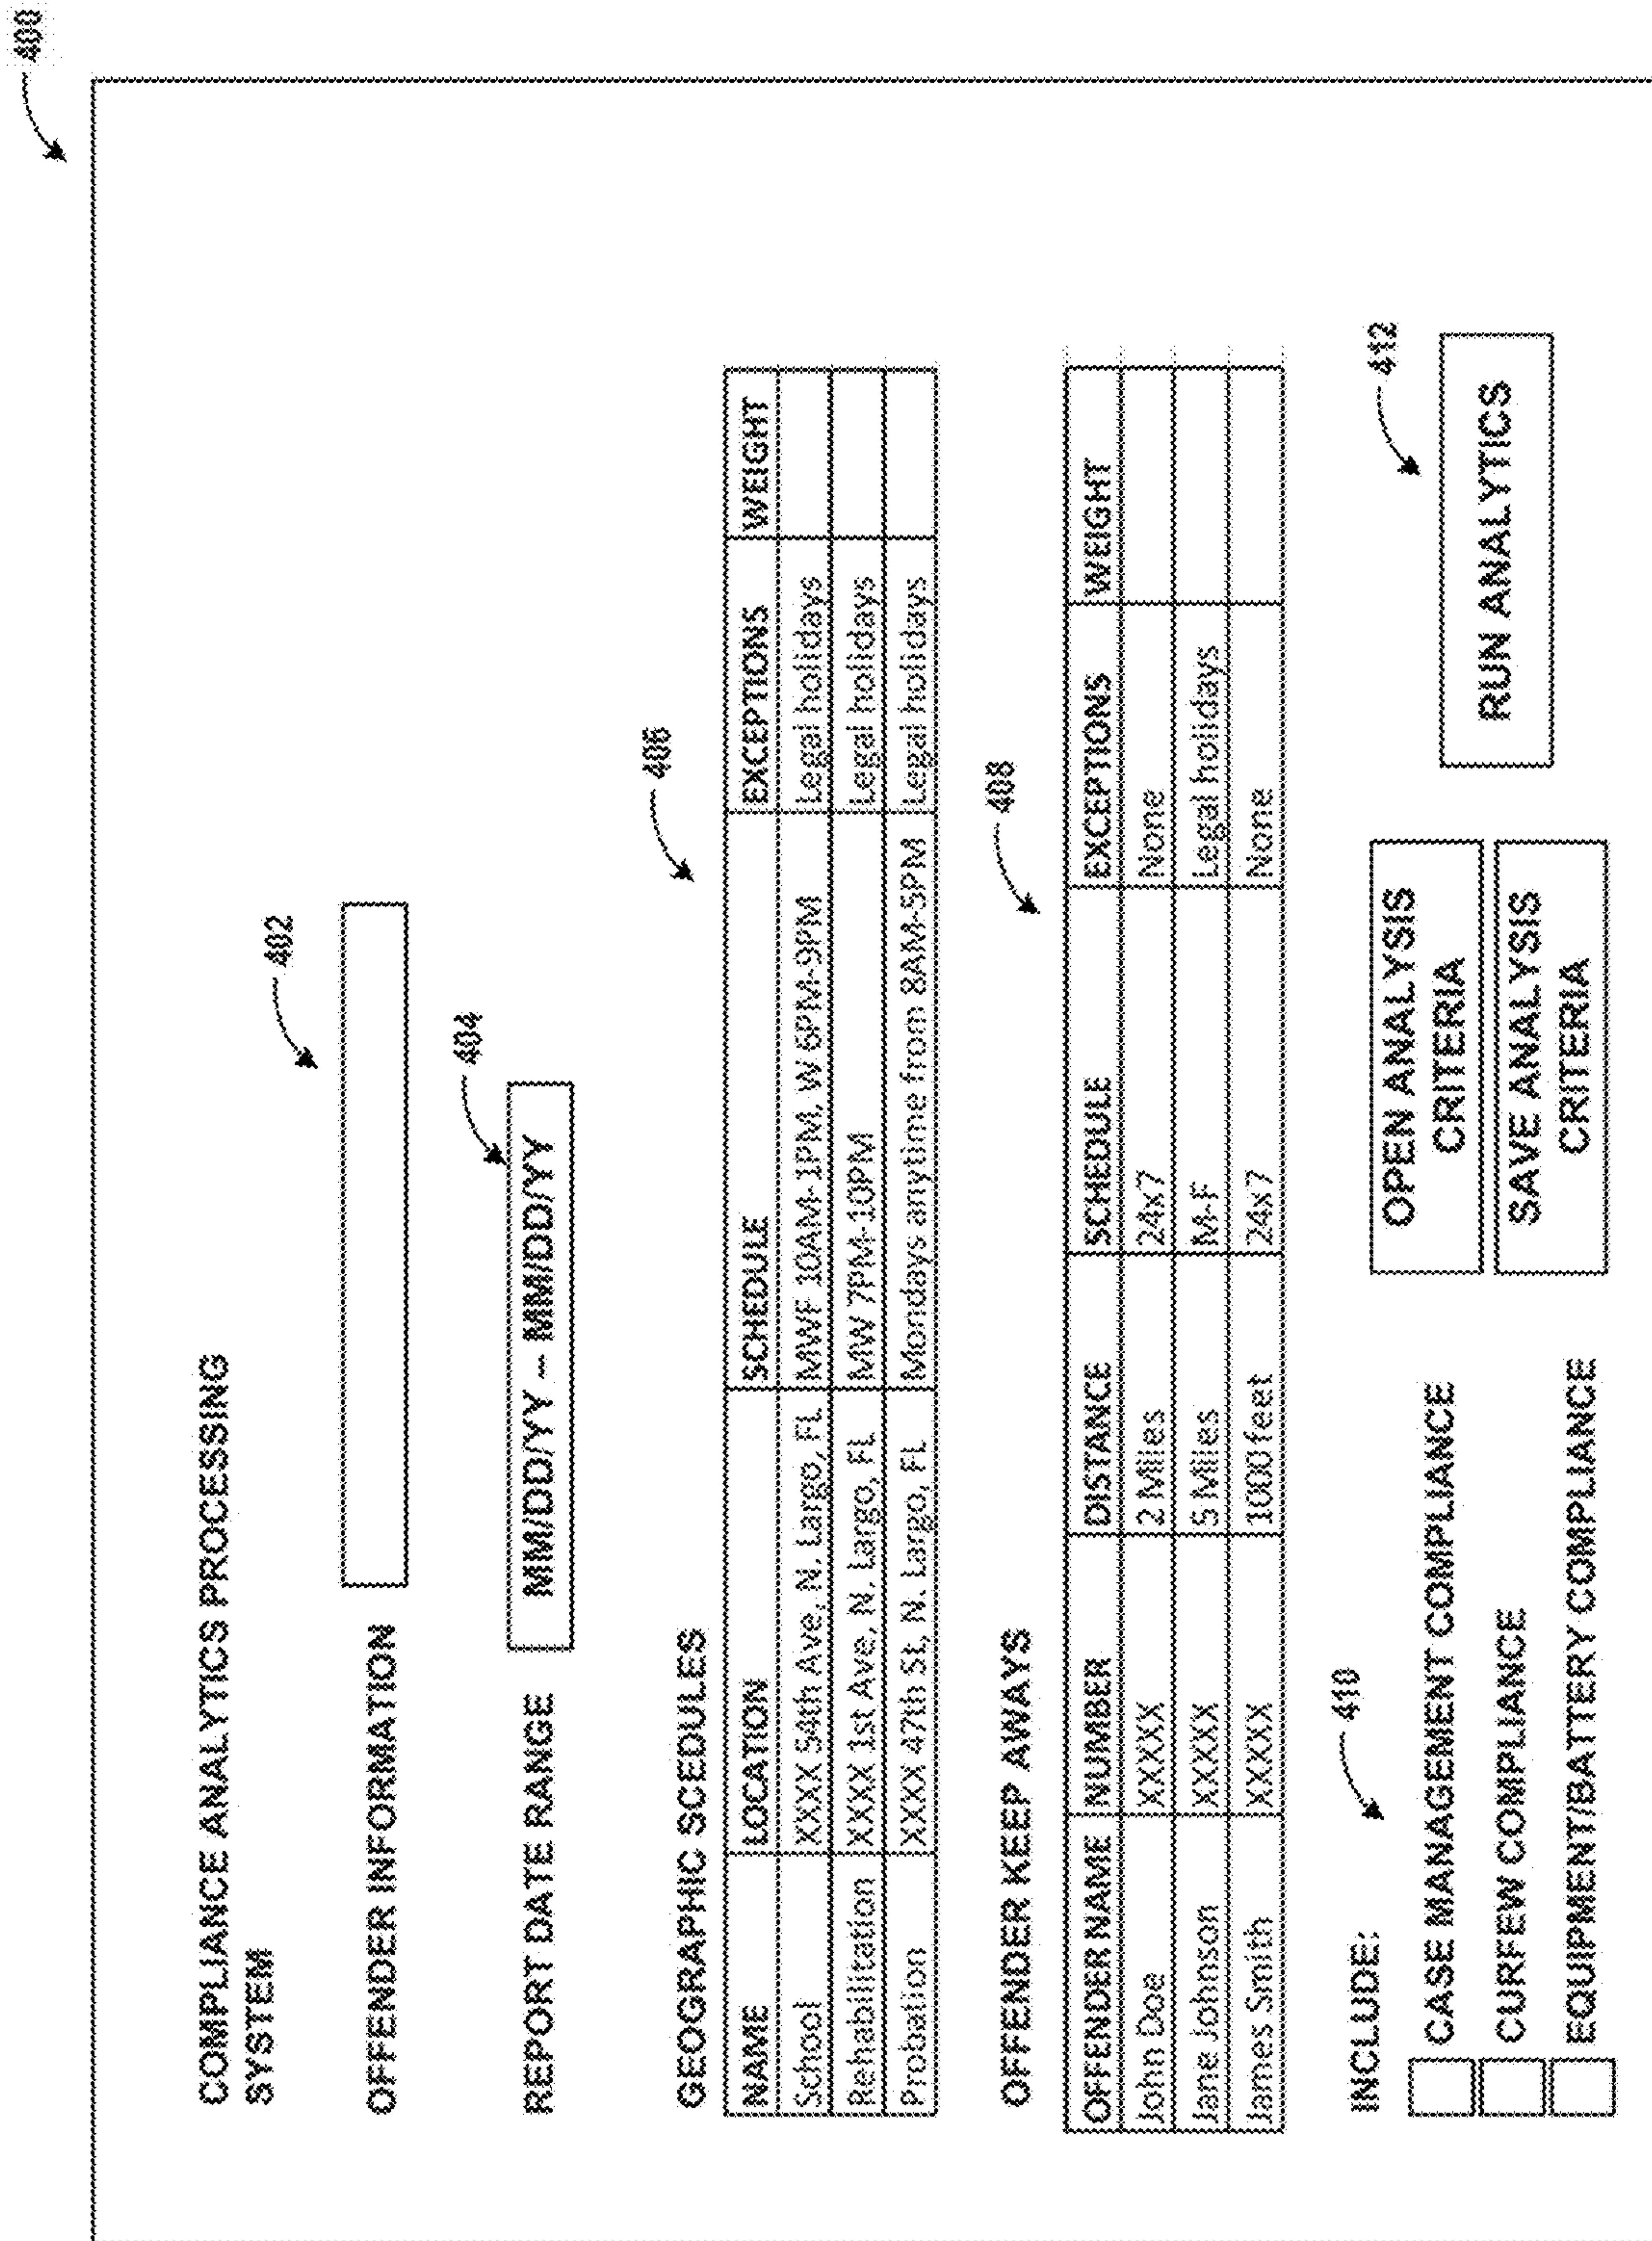 400
COMPLIANCE ANALYTICS PROCESSING
SYSTEM
402
OFFENDER INFORMATION
404
REPORT DATE RANGE MM/DD/YY – MM/DD/YY
406
GEOGRAPHIC SCEDULES
NAME LOCATION SCHEDULE EXCEPTIONS WEIGHT
School XXXX 54th Ave, N. Largo, FL MWF 10AM-1PM, W 6PM-9PM Legal holidays
Rehabilitation XXXX 1st Ave, N. Largo, FL MW 7PM-10PM Legal holidays
Probation XXXX 47th St, N. Largo, FL Mondays anytime from 8AM-5PM Legal holidays
408
OFFENDER KEEP AWAYS
OFFENDER NAME NUMBER DISTANCE SCHEDULE EXCEPTIONS WEIGHT
John Doe XXXXX 2 Miles 24x7 None
Jane Johnson XXXXX 5 Miles M-F Legal holidays
James Smith XXXXX 1000 feet 24x7 None
410
412
INCLUDE:
CASE MANAGEMENT COMPLIANCE
CURFEW COMPLIANCE
EQUIPMENT/BATTERY COMPLIANCE
OPEN ANALYSIS
CRITERIA
SAVE ANALYSIS
CRITERIA
RUN ANALYTICS